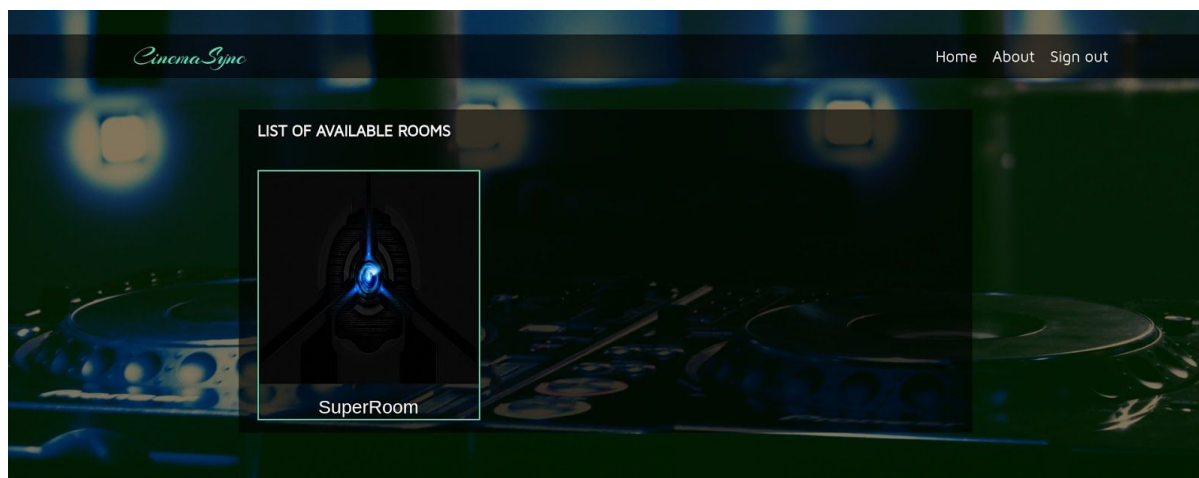 CinemaSync
Home About Sign out
LIST OF AVAILABLE ROOMS
SuperRoom